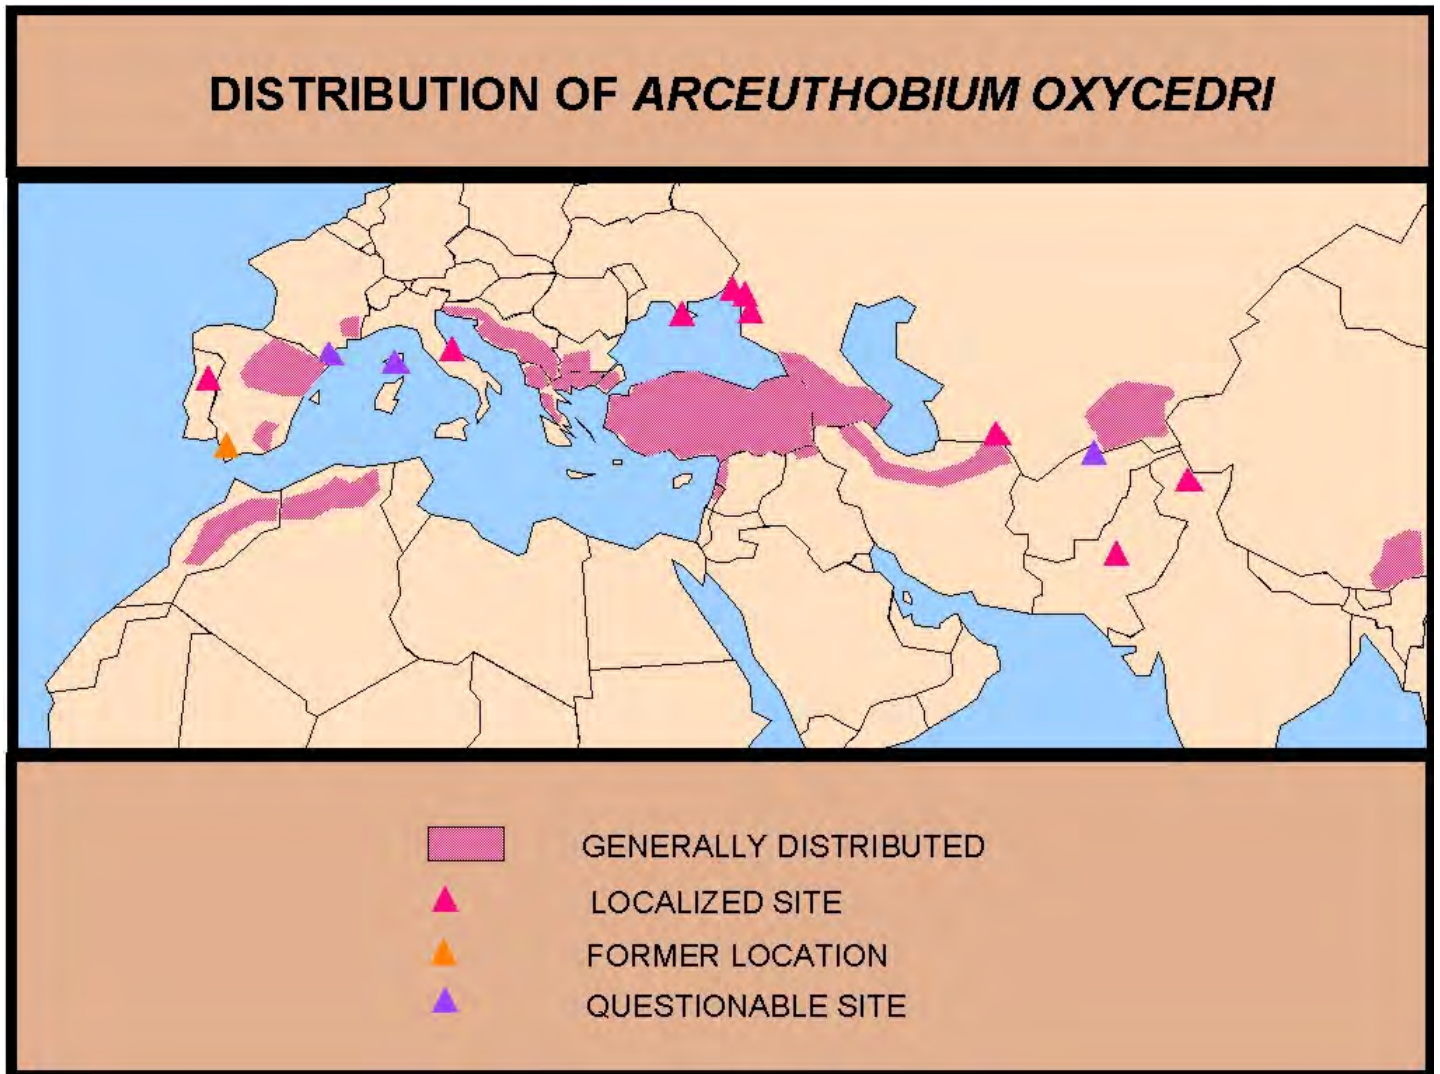 DISTRIBUTION OF ARCEUTHOBIUM OXYCEDRI
GENERALLY DISTRIBUTED
LOCALIZED SITE
FORMER LOCATION
QUESTIONABLE SITE